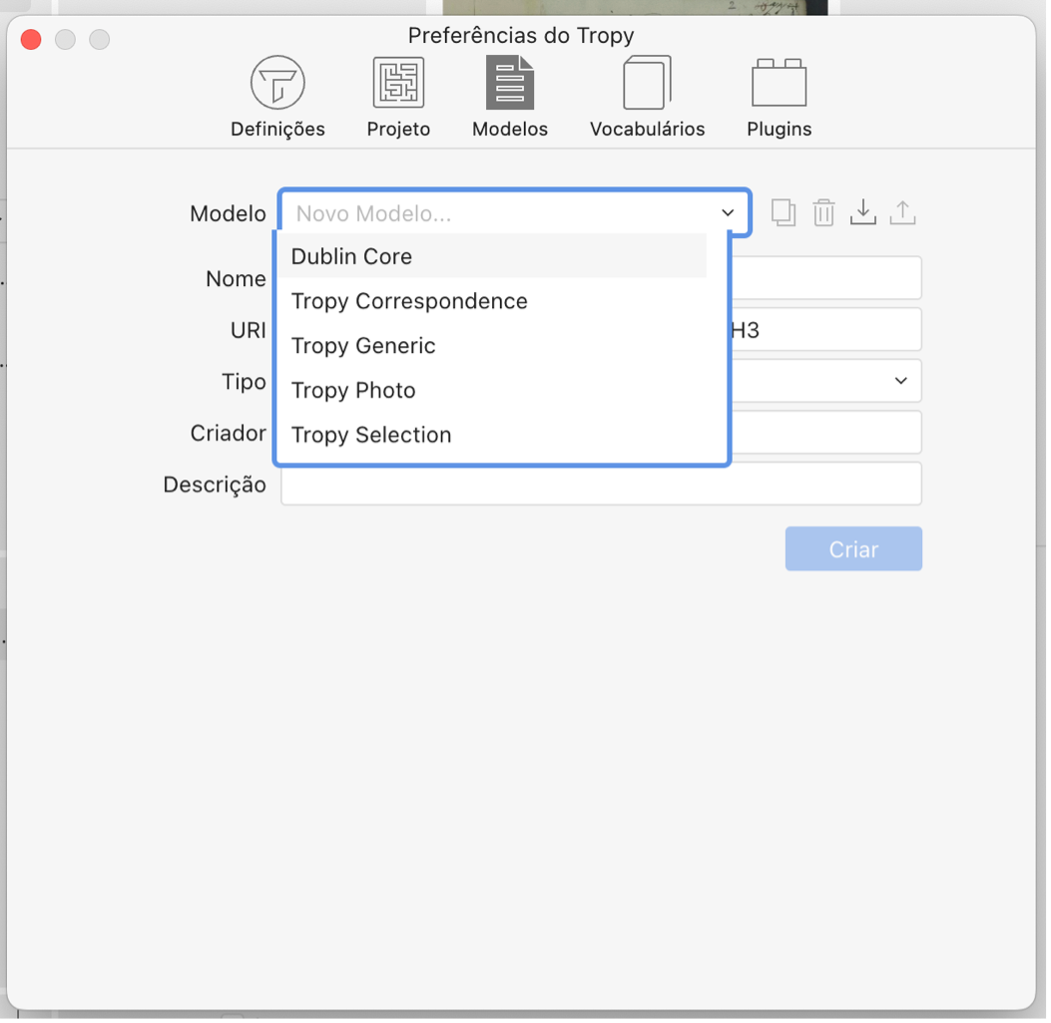 Preferências do Tropy
Definições
Projeto
Modelos
Vocabulários
Plugins
Modelo
Novo Modelo...
Dublin Core
Tropy Correspondence
Tropy Generic
Tropy Photo
Tropy Selection
Nome
URI
H3
Tipo
Criador
Descrição
Criar